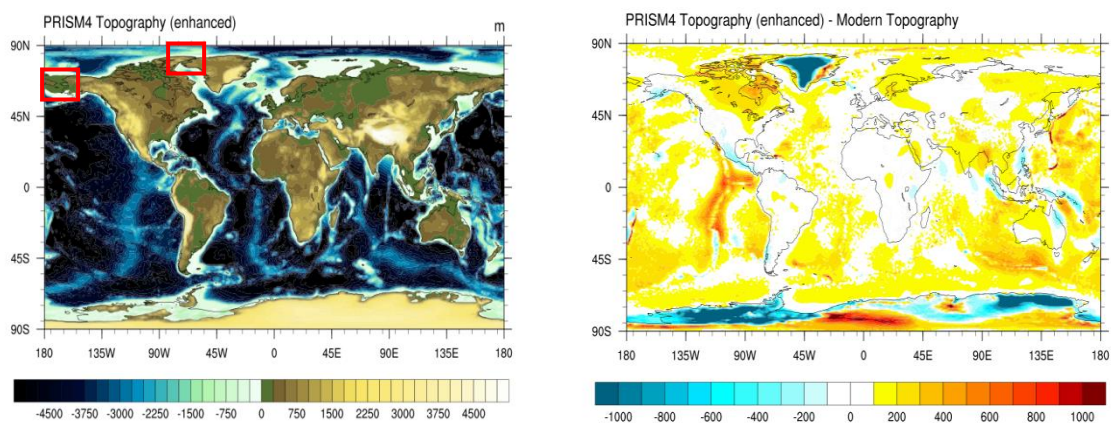 PRISM4 Topography (enhanced) m
90N
45N
0
45S
90S
180 135W 90W 45W 0 45E 90E 135E 180
-4500 -3750 -3000 -2250 -1500 -750 0 750 1500 2250 3000 3750 4500
PRISM4 Topography (enhanced) - Modern Topography
90N
45N
0
45S
90S
180 135W 90W 45W 0 45E 90E 135E 180
-1000 -800 -600 -400 -200 0 200 400 600 800 1000